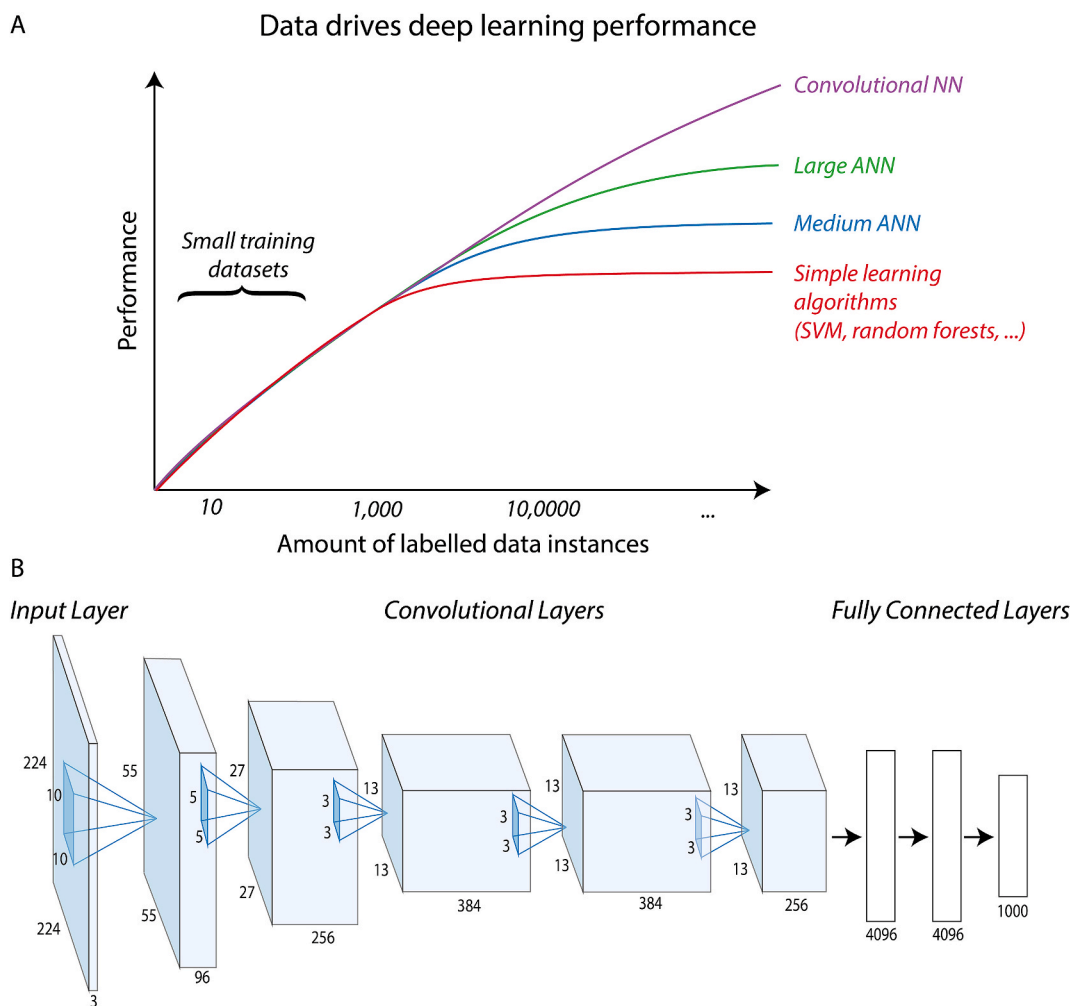 A
Data drives deep learning performance
Convolutional NN
Large ANN
Medium ANN
Simple learning
algorithms
(SVM, random forests, ...)
Small training
datasets
Performance
10
1,000
10,0000
...
Amount of labelled data instances
B
Input Layer
Convolutional Layers
Fully Connected Layers
224
10
10
224
3
55
5
5
55
96
27
3
3
27
256
13
3
3
13
384
13
3
3
13
384
13
13
256
4096
4096
1000